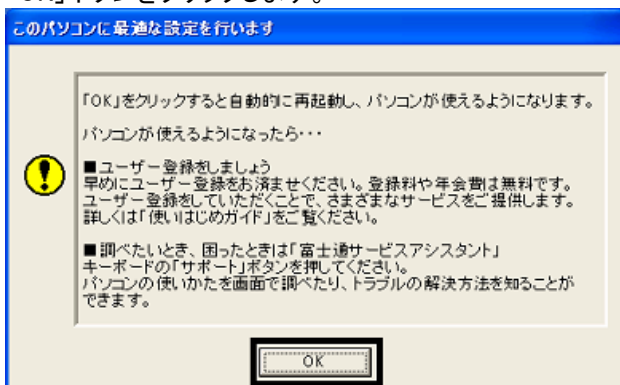 OK」ボタンをクリックします。
このパソコンに最適な設定を行います
「OK」をクリックすると自動的に再起動し、パソコンが使えるようになります。
パソコンが使えるようになったら・・・
■ユーザー登録をしましょう
早めにユーザー登録をお済ませください。登録料や年会費は無料です。
ユーザー登録をしていただくことで、さまざまなサービスをご提供します。
詳しくは「使いはじめガイド」をご覧ください。
■調べたいとき、困ったときは「富士通サービスアシスタント」
キーボードの「サポート」ボタンを押してください。
パソコンの使いかたを画面で調べたり、トラブルの解決方法を知ることが
できます。
OK